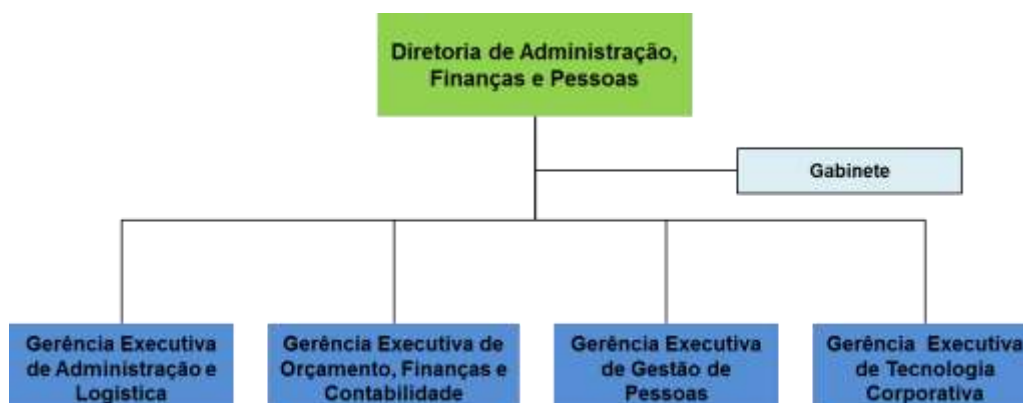 Diretoria de Administração,
Finanças e Pessoas
Gabinete
Gerência Executiva
de Administração e
Logística
Gerência Executiva de
Orçamento, Finanças e
Contabilidade
Gerência Executiva
de Gestão de
Pessoas
Gerência Executiva
de Tecnologia
Corporativa